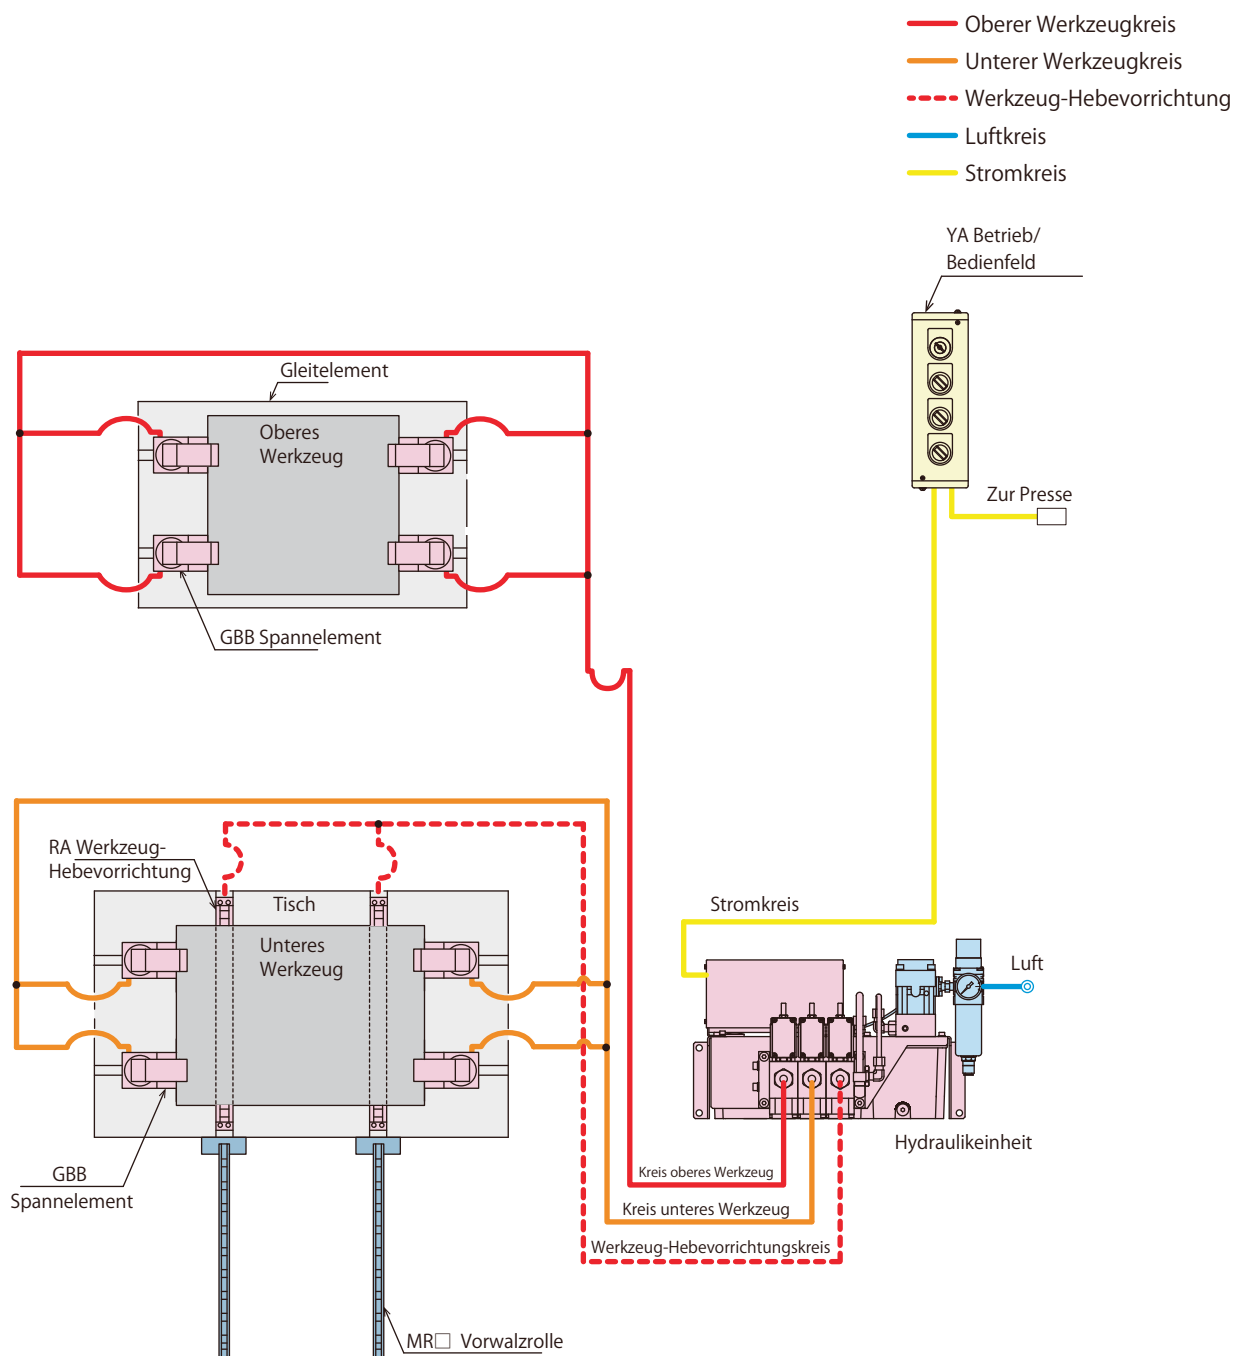 Oberer Werkzeugkreis
Unterer Werkzeugkreis
Werkzeug-Hebevorrichtung
Luftkreis
Stromkreis
YA Betrieb/
Bedienfeld
Gleitelement
Oberes
Werkzeug
Zur Presse
GBB Spannelement
RA Werkzeug-
Hebevorrichtung
Tisch
Unteres
Werkzeug
Stromkreis
Luft
Hydraulikeinheit
GBB
Spannelement
Kreis oberes Werkzeug
Kreis unteres Werkzeug
Werkzeug-Hebevorrichtungskreis
MR□ Vorwalzrolle